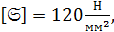 [𝔖] = 120 Н/мм²,